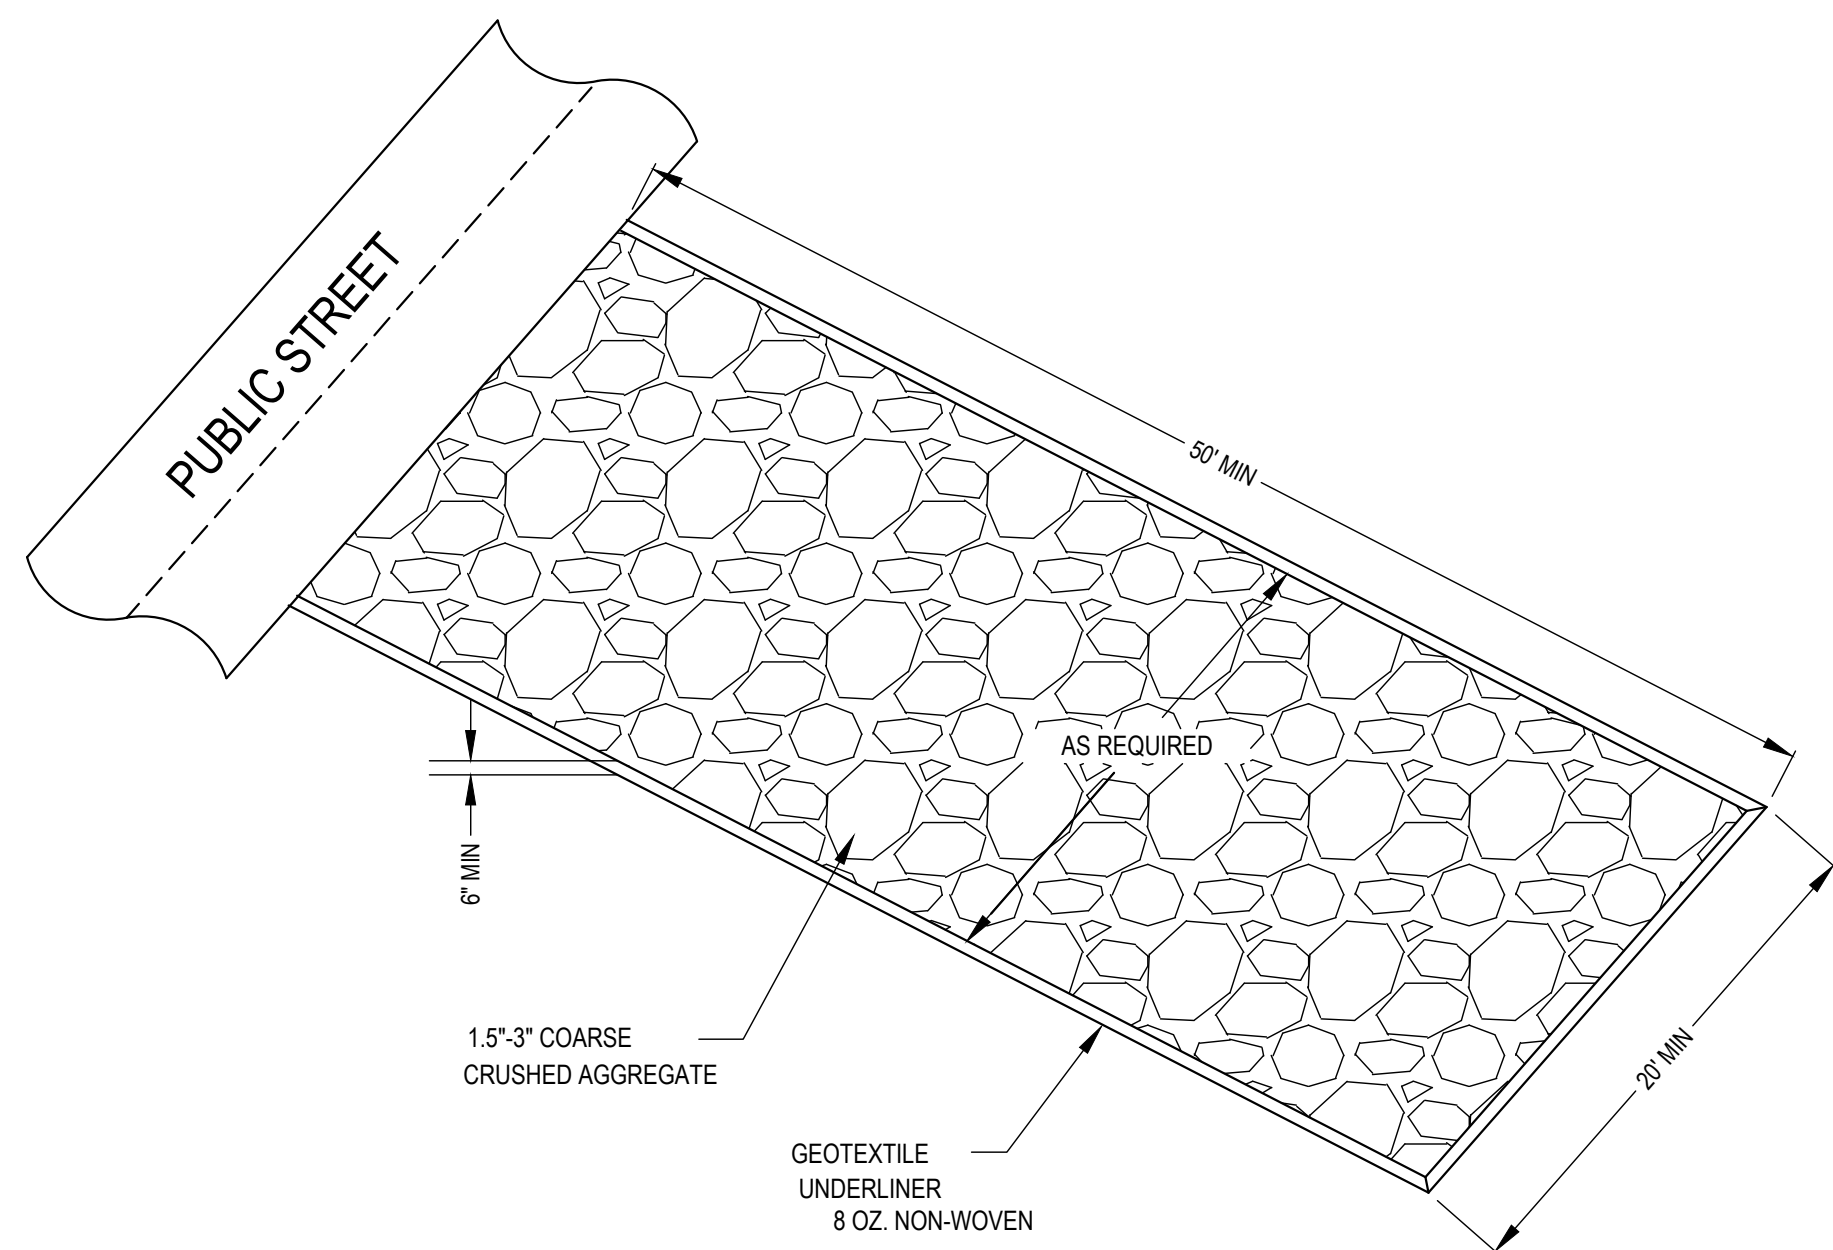 PUBLIC STREET
50' MIN
AS REQUIRED
6" MIN
1.5"-3" COARSE
CRUSHED AGGREGATE
20' MIN
GEOTEXTILE
UNDERLINER
8 OZ. NON-WOVEN